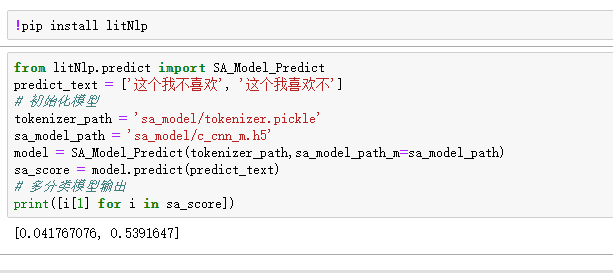 !pip install litNlp
from litNlp.predict import SA_Model_Predict
predict_text = ['这个我不喜欢', '这个我喜欢不']
# 初始化模型
tokenizer_path = 'sa_model/tokenizer.pickle'
sa_model_path = 'sa_model/c_cnn_m.h5'
model = SA_Model_Predict(tokenizer_path,sa_model_path_m=sa_model_path)
sa_score = model.predict(predict_text)
# 多分类模型输出
print([i[1] for i in sa_score])
[0.041767076, 0.5391647]